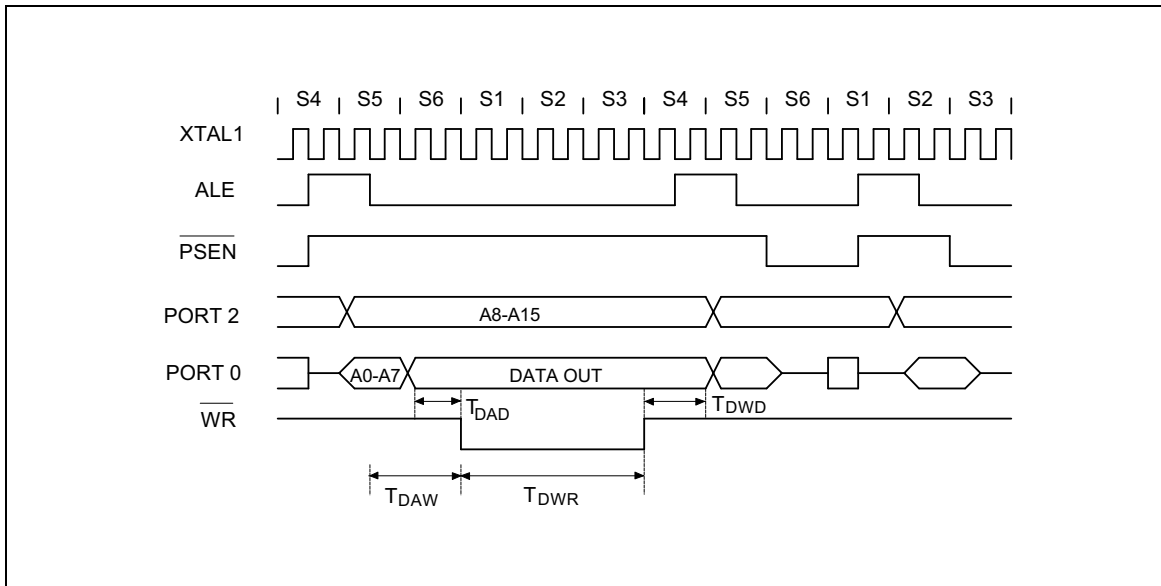 | S4 | S5 | S6 | S1 | S2 | S3 | S4 | S5 | S6 | S1 | S2 | S3 |
XTAL1
ALE
PSEN
PORT 2
A8-A15
PORT 0
A0-A7
DATA OUT
WR
TDAD
TDWD
TDAW
TDWR